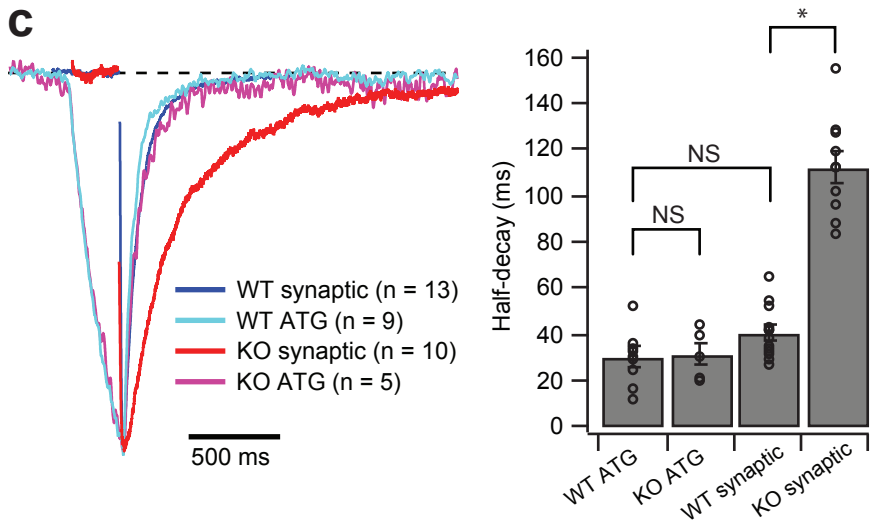 C
WT synaptic (n = 13)
WT ATG (n = 9)
KO synaptic (n = 10)
KO ATG (n = 5)
500 ms
Half-decay (ms)
160
140
120
100
80
60
40
20
0
*
NS
NS
WT ATG
KO ATG
WT synaptic
KO synaptic